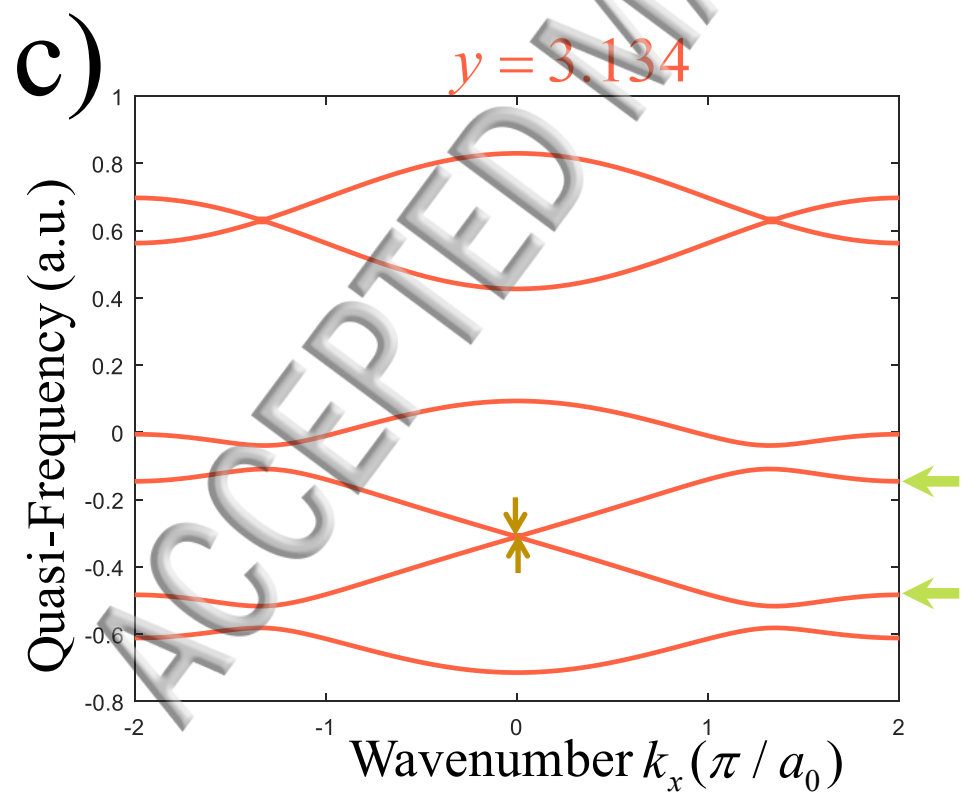 c)
y = 3.134
1
0.8
0.6
0.4
0.2
0
-0.2
-0.4
-0.6
-0.8
-2 -1 0 1 2
Quasi-Frequency (a.u.)
Wavenumber kₓ(π / a₀)
ACCEPTED M